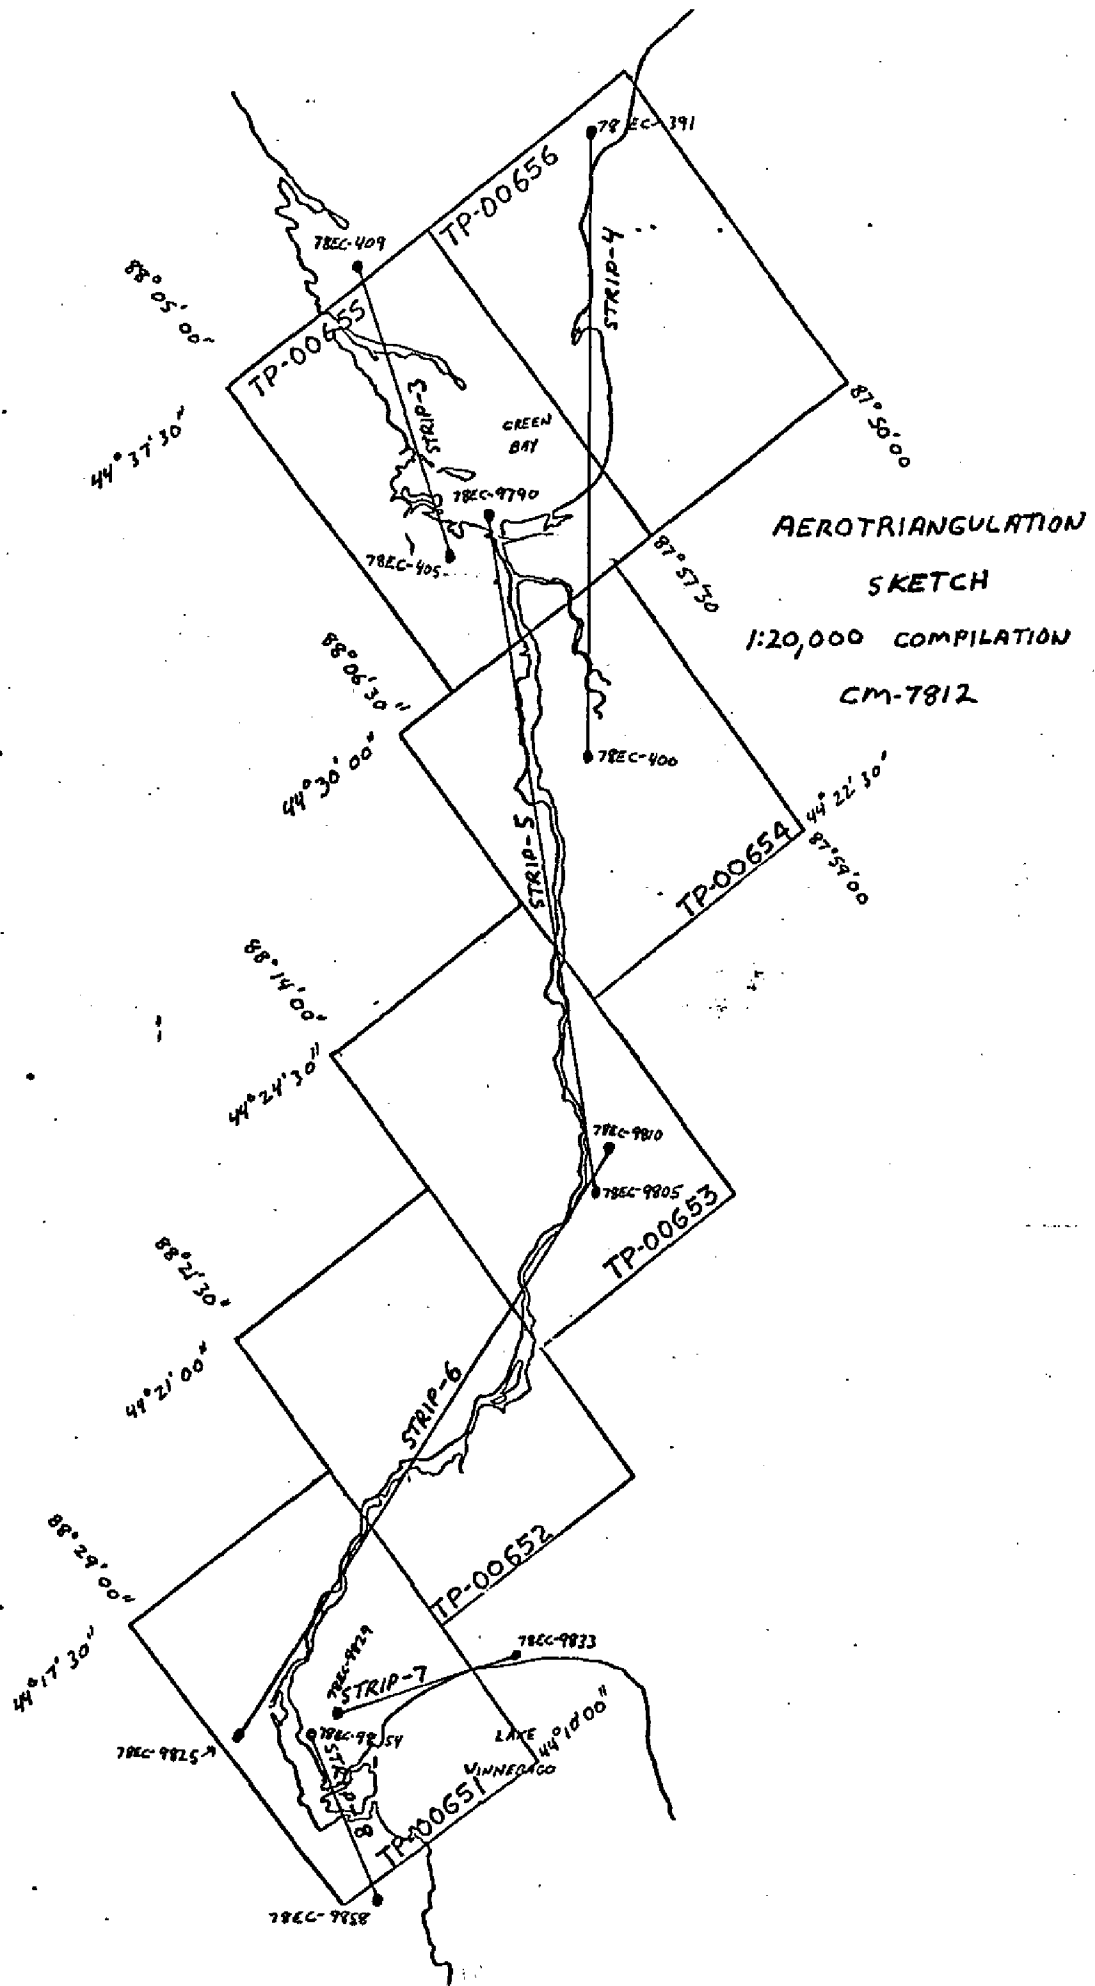 78EC-391
TP-00656
78EC-409
STRIP-4
88°05'00"
TP-00655
STRIP-3
GREEN
BAY
87°50'00
44°37'30"
78EC-9790
AEROTRIANGULATION
SKETCH
1:20,000 COMPILATION
CM-7812
78EC-405
87°57'30
88°06'30"
44°30'00"
78EC-400
44°22'30"
87°59'00
STRIP-5
TP-00654
88°14'00"
44°24'30"
78EC-9810
78EC-9805
TP-00653
88°21'30"
49°21'00"
STRIP-6
88°29'00"
TP-00652
44°17'30"
78EC-9829
78EC-9833
STRIP-7
78EC-9825
78EC-9854
LAKE
WINNEBAGO
44°10'00"
STRIP-8
TP-00651
78EC-9858